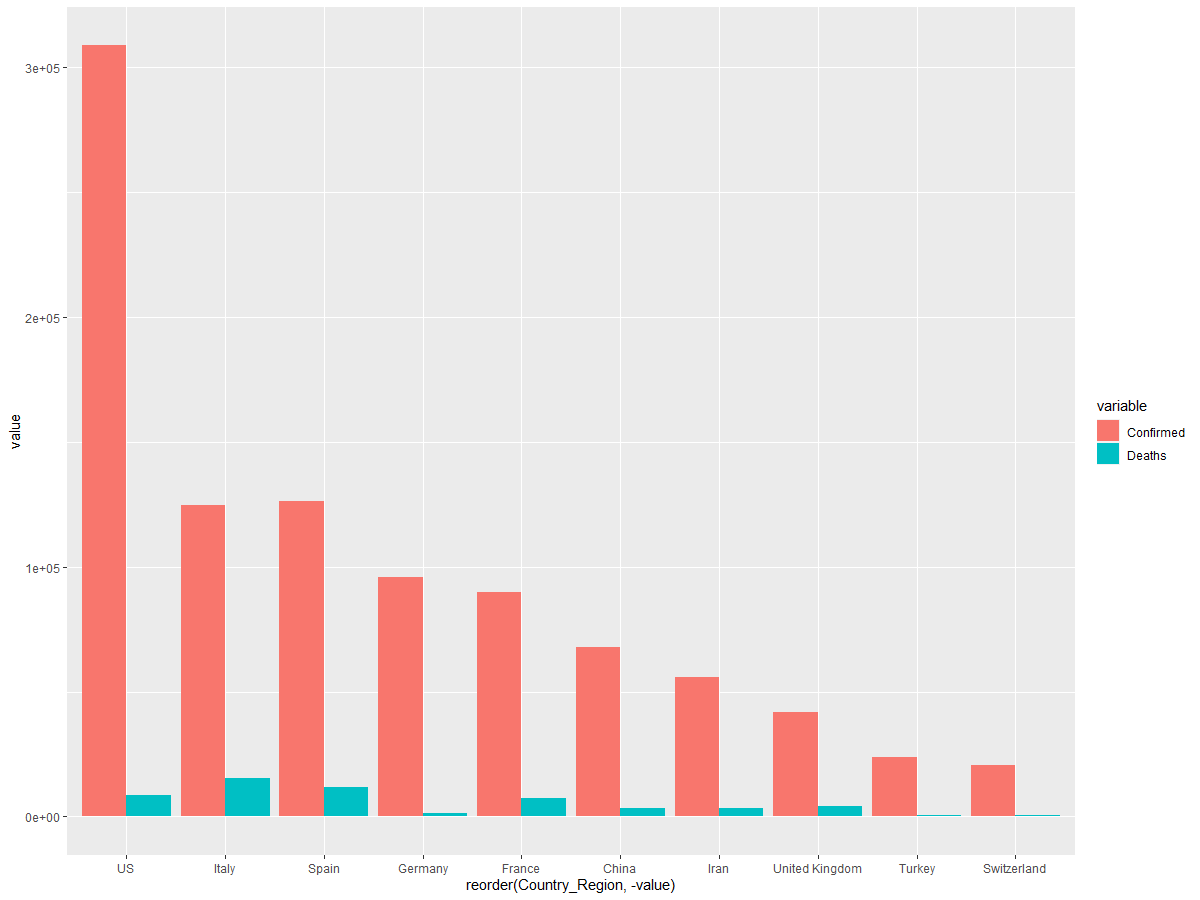 3e+05
2e+05
1e+05
0e+00
value
US Italy Spain Germany France China Iran United Kingdom Turkey Switzerland
reorder(Country_Region, -value)
variable
Confirmed
Deaths